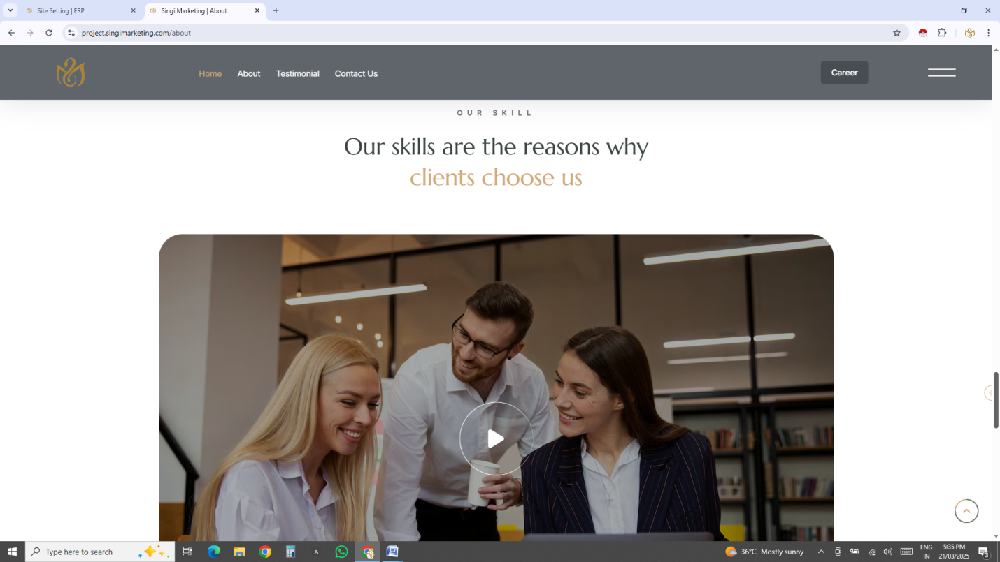 Site Setting | ERP
Singi Marketing | About
project.singimarketing.com/about
Home About Testimonial Contact Us Career
OUR SKILL
Our skills are the reasons why
clients choose us
Type here to search
36°C Mostly sunny
ENG
IN
5:35 PM
21/03/2025
3